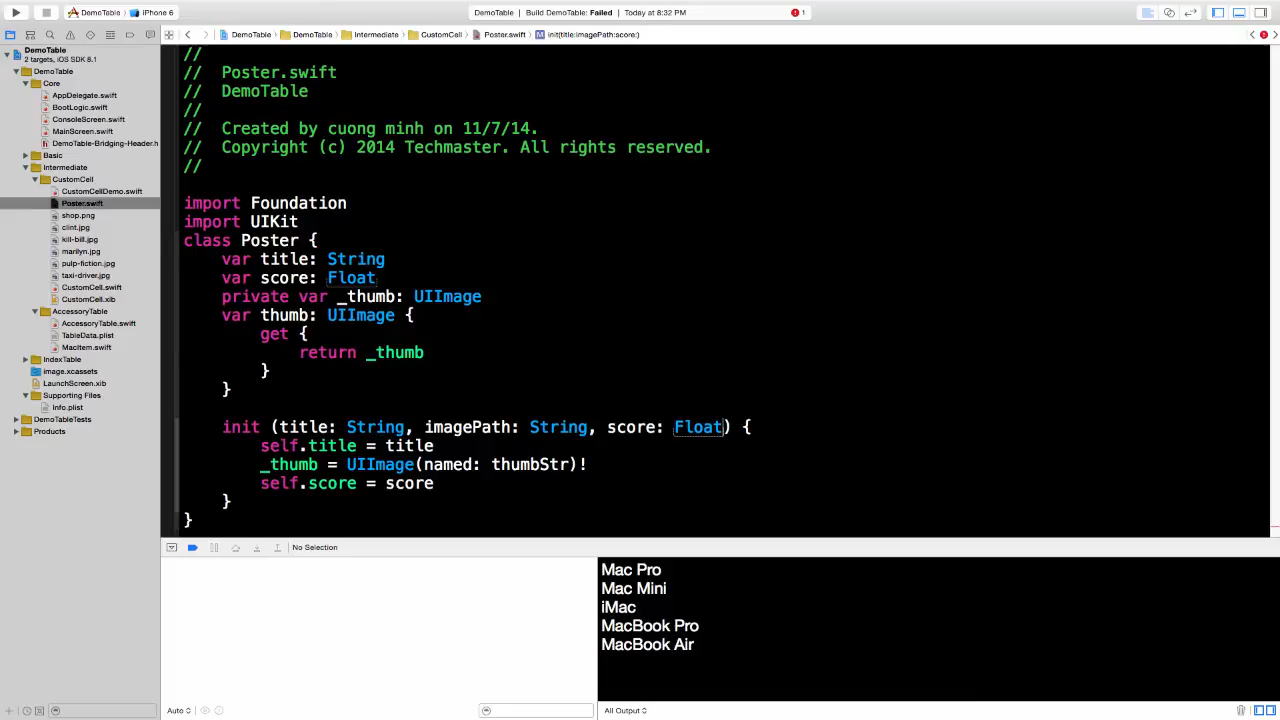 DemoTable
iPhone 6
DemoTable | Build DemoTable: Failed | Today at 8:32 PM
1
DemoTable
DemoTable
Intermediate
CustomCell
Poster.swift
M init(title:imagePath:score:)
DemoTable
2 targets, iOS SDK 8.1
DemoTable
Core
AppDelegate.swift
BootLogic.swift
ConsoleScreen.swift
MainScreen.swift
DemoTable-Bridging-Header.h
Basic
Intermediate
CustomCell
CustomCellDemo.swift
Poster.swift
shop.png
clint.jpg
kill-bill.jpg
marilyn.jpg
pulp-fiction.jpg
taxi-driver.jpg
CustomCell.swift
CustomCell.xib
AccessoryTable
AccessoryTable.swift
TableData.plist
MacItem.swift
IndexTable
image.xcassets
LaunchScreen.xib
Supporting Files
Info.plist
DemoTableTests
Products
//
// Poster.swift
// DemoTable
//
// Created by cuong minh on 11/7/14.
// Copyright (c) 2014 Techmaster. All rights reserved.
//
import Foundation
import UIKit
class Poster {
var title: String
var score: Float
private var _thumb: UIImage
var thumb: UIImage {
get {
return _thumb
}
}
init (title: String, imagePath: String, score: Float) {
self.title = title
_thumb = UIImage(named: thumbStr)!
self.score = score
}
}
No Selection
Mac Pro
Mac Mini
iMac
MacBook Pro
MacBook Air
Auto
All Output